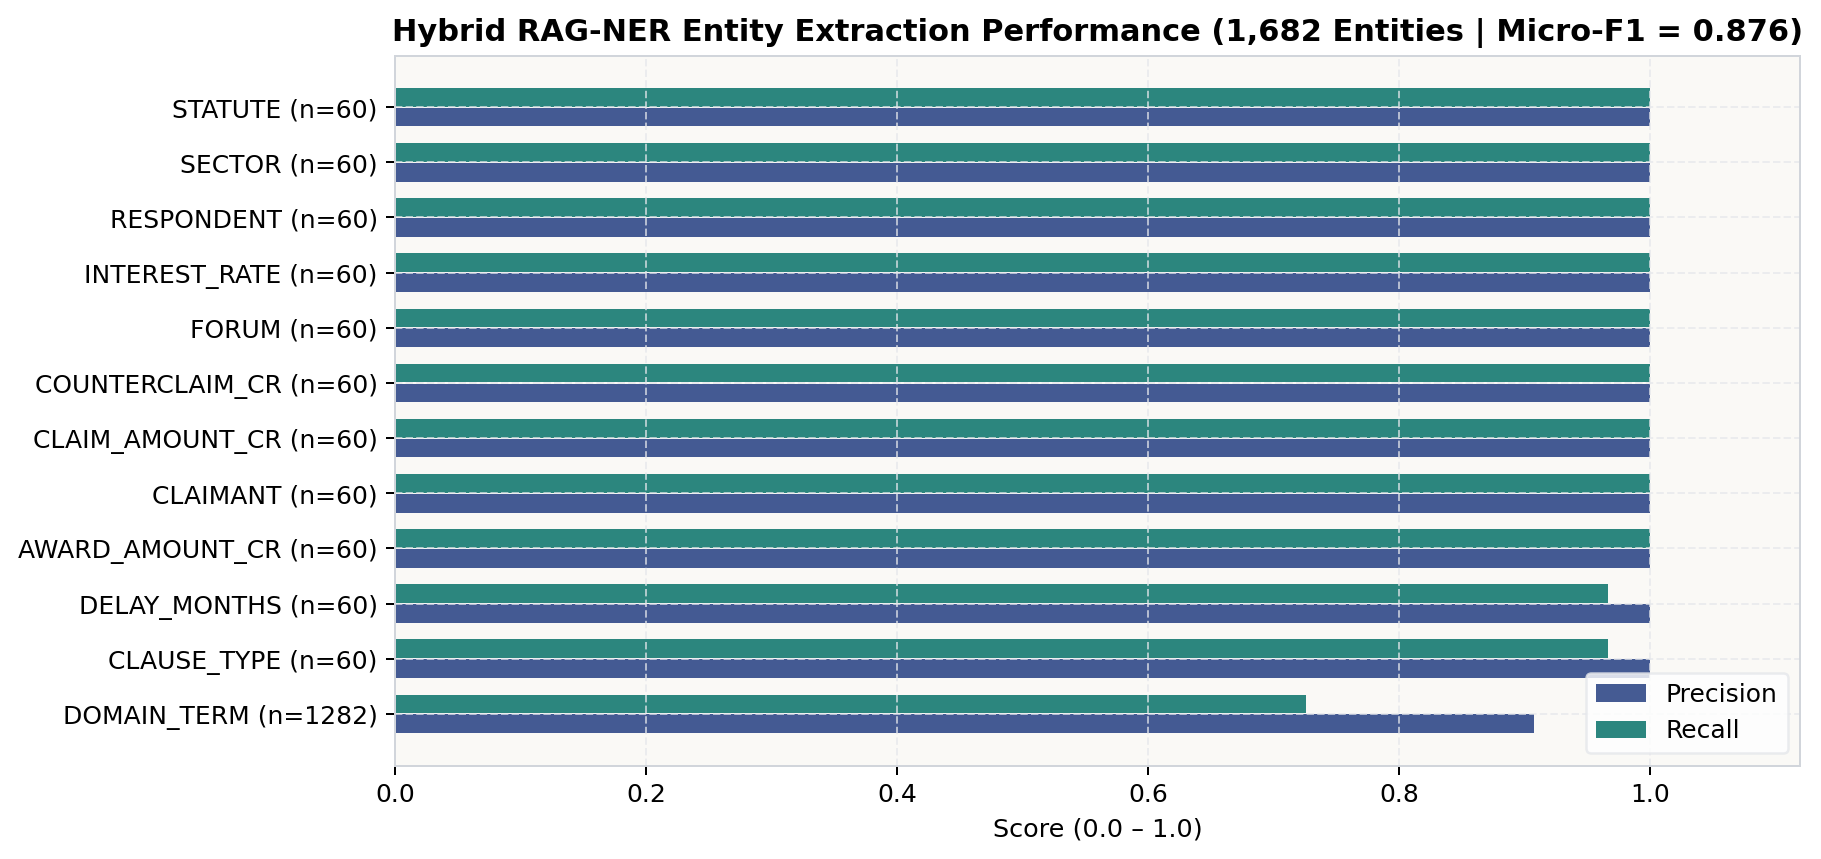 Hybrid RAG-NER Entity Extraction Performance (1,682 Entities | Micro-F1 = 0.876)
STATUTE (n=60)
SECTOR (n=60)
RESPONDENT (n=60)
INTEREST_RATE (n=60)
FORUM (n=60)
COUNTERCLAIM_CR (n=60)
CLAIM_AMOUNT_CR (n=60)
CLAIMANT (n=60)
AWARD_AMOUNT_CR (n=60)
DELAY_MONTHS (n=60)
CLAUSE_TYPE (n=60)
DOMAIN_TERM (n=1282)
Precision
Recall
0.0 0.2 0.4 0.6 0.8 1.0
Score (0.0 – 1.0)